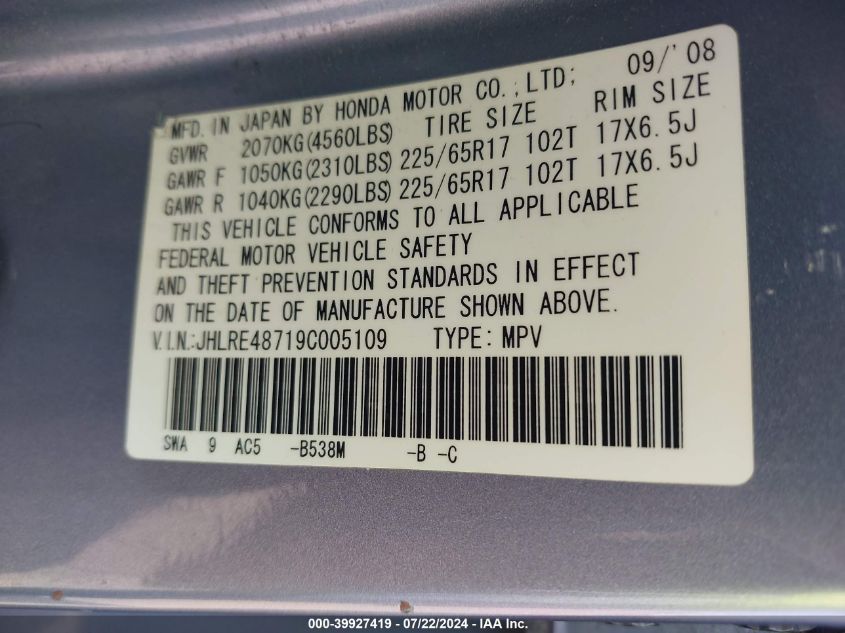 MFD. IN JAPAN BY HONDA MOTOR CO.,LTD; 09/'08
GVWR 2070KG(4560LBS) TIRE SIZE RIM SIZE
GAWR F 1050KG(2310LBS) 225/65R17 102T 17X6.5J
GAWR R 1040KG(2290LBS) 225/65R17 102T 17X6.5J
THIS VEHICLE CONFORMS TO ALL APPLICABLE
FEDERAL MOTOR VEHICLE SAFETY
AND THEFT PREVENTION STANDARDS IN EFFECT
ON THE DATE OF MANUFACTURE SHOWN ABOVE.
V.I.N.:JHLRE48719C005109 TYPE: MPV
SWA 9 AC5 -B538M -B -C
000-39927419 - 07/22/2024 - IAA Inc.